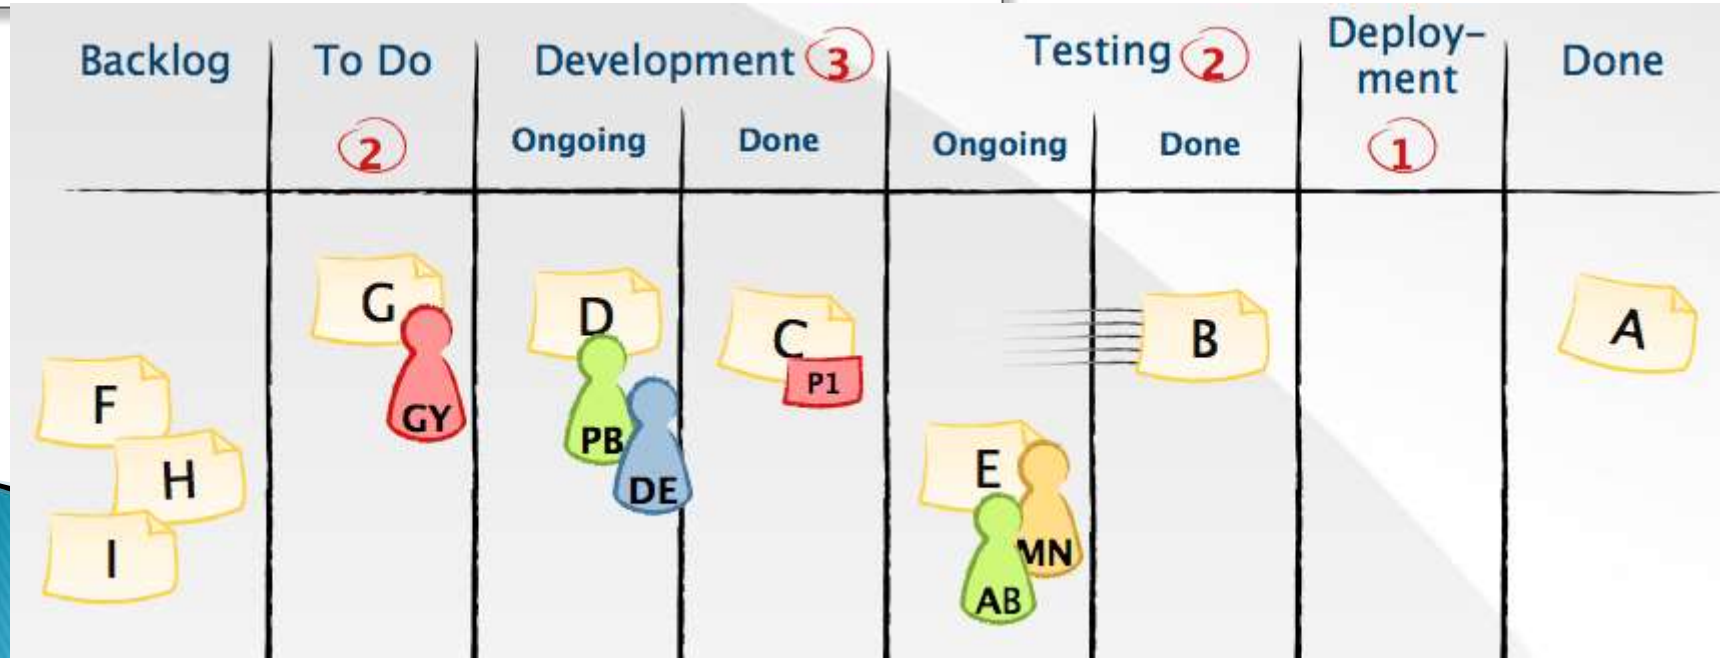 Backlog
To Do
2
Development 3
Ongoing
Done
Testing 2
Ongoing
Done
Deploy-
ment
1
Done
F
H
I
G
GY
D
PB
DE
C
P1
E
MN
AB
B
A